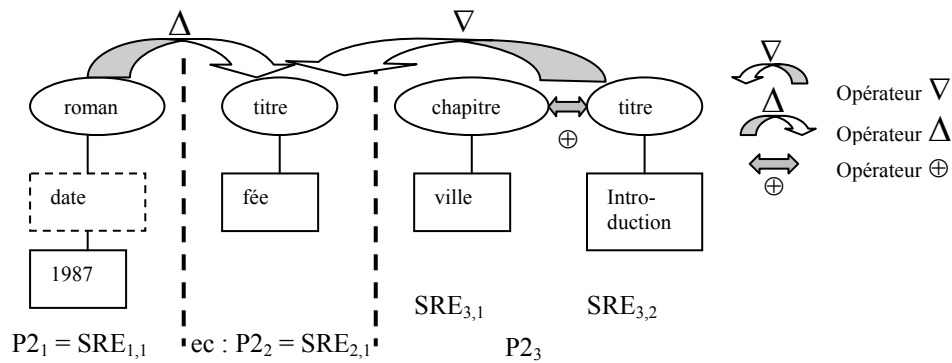 Δ
∇
roman
titre
chapitre
titre
⊕
date
fée
ville
Intro-
duction
1987
SRE3,1
SRE3,2
P21 = SRE1,1
ec : P22 = SRE2,1
P23
∇
Opérateur ∇
Δ
Opérateur Δ
⊕
Opérateur ⊕